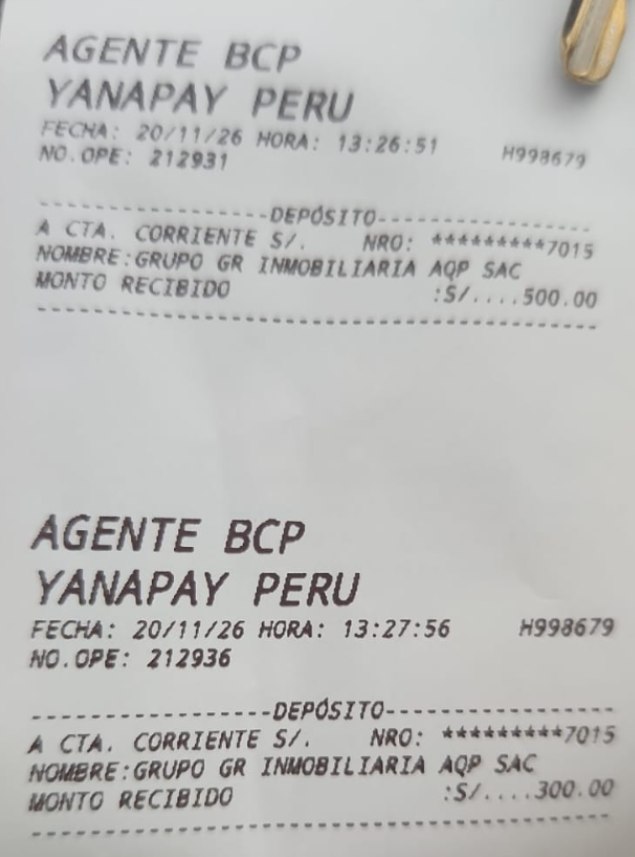 AGENTE BCP
YANAPAY PERU
FECHA: 20/11/26 HORA: 13:26:51 H998679
NO.OPE: 212931
-----------------DEPÓSITO-----------------
A CTA. CORRIENTE S/. NRO: *********7015
NOMBRE:GRUPO GR INMOBILIARIA AQP SAC
MONTO RECIBIDO :S/....500.00
AGENTE BCP
YANAPAY PERU
FECHA: 20/11/26 HORA: 13:27:56 H998679
NO.OPE: 212936
-----------------DEPÓSITO-----------------
A CTA. CORRIENTE S/. NRO: *********7015
NOMBRE:GRUPO GR INMOBILIARIA AQP SAC
MONTO RECIBIDO :S/....300.00